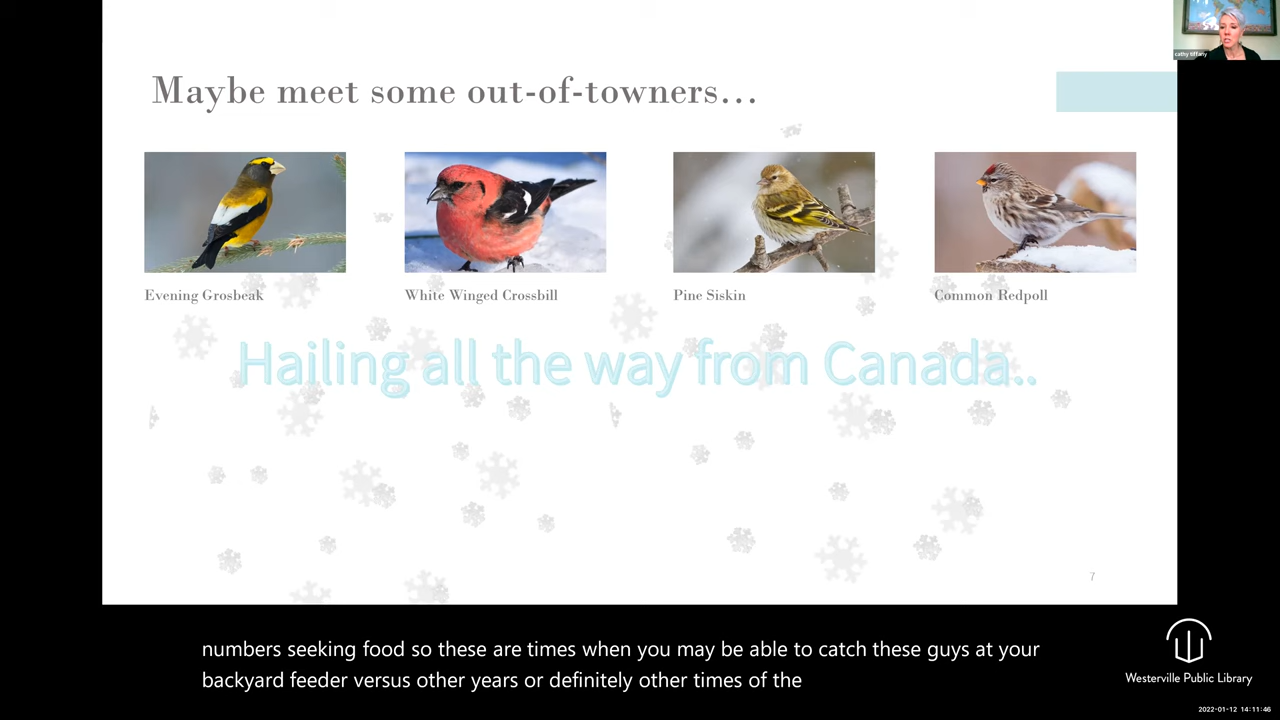 cathy tiffany
Maybe meet some out-of-towners...
Evening Grosbeak
White Winged Crossbill
Pine Siskin
Common Redpoll
Hailing all the way from Canada..
7
numbers seeking food so these are times when you may be able to catch these guys at your
backyard feeder versus other years or definitely other times of the
Westerville Public Library
2022-01-12 14:11:46